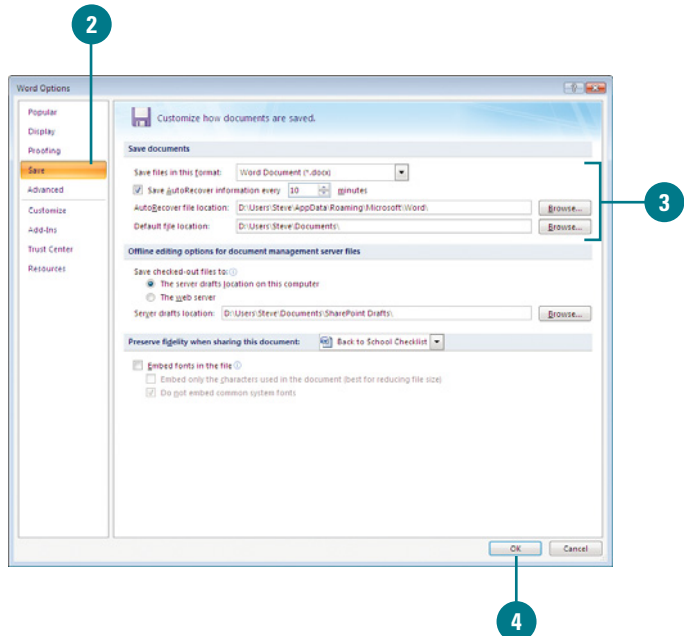 2
Word Options
Popular
Display
Proofing
Save
Advanced
Customize
Add-Ins
Trust Center
Resources
Customize how documents are saved.
Save documents
Save files in this format: Word Document (*.docx)
Save AutoRecover information every 10 minutes
AutoRecover file location: D:\Users\Steve\AppData\Roaming\Microsoft\Word\ Browse...
Default file location: D:\Users\Steve\Documents\ Browse...
3
Offline editing options for document management server files
Save checked-out files to:
The server drafts location on this computer
The web server
Server drafts location: D:\Users\Steve\Documents\SharePoint Drafts\ Browse...
Preserve fidelity when sharing this document: Back to School Checklist
Embed fonts in the file
Embed only the characters used in the document (best for reducing file size)
Do not embed common system fonts
OK Cancel
4